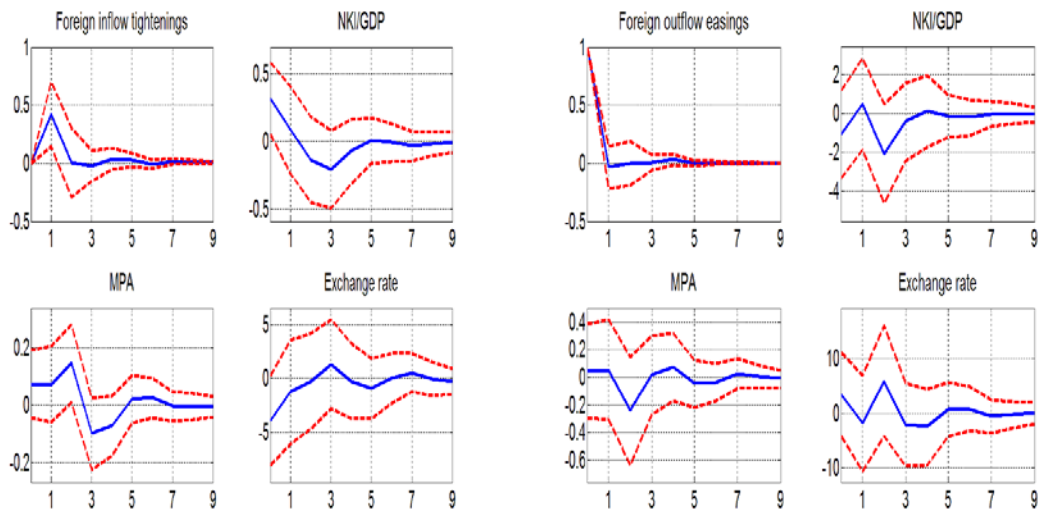 Foreign inflow tightenings
NKI/GDP
Foreign outflow easings
NKI/GDP
1
0.5
0
-0.5
1 3 5 7 9
0.5
0
-0.5
1 3 5 7 9
1
0.5
0
-0.5
1 3 5 7 9
2
0
-2
-4
1 3 5 7 9
MPA
Exchange rate
MPA
Exchange rate
0.2
0
-0.2
1 3 5 7 9
5
0
-5
1 3 5 7 9
0.4
0.2
0
-0.2
-0.4
-0.6
1 3 5 7 9
10
0
-10
1 3 5 7 9